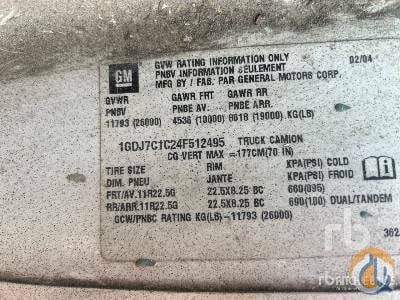 GM
GVW RATING INFORMATION ONLY 02/04
PNBV INFORMATION SEULEMENT
MFG BY / FAB. PAR GENERAL MOTORS CORP.
GVWR GAWR FRT GAWR RR
PNBV PNBE AV. PNBE ARR.
11793 (26000) 4536 (10000) 8618 (19000) KG(LB)
1GDJ7C1C24F512495 TRUCK CAMION
CG VERT MAX =177CM(70 IN)
TIRE SIZE RIM KPA(PSI) COLD
DIM. PNEU JANTE KPA(PSI) FROID
FRT/AV.11R22.5G 22.5X8.25 BC 660(095)
RR/ARR.11R22.5G 22.5X8.25 BC 690(100) DUAL/TANDEM
GCW/PNBC RATING KG(LB)-11793 (26000)
302
rb